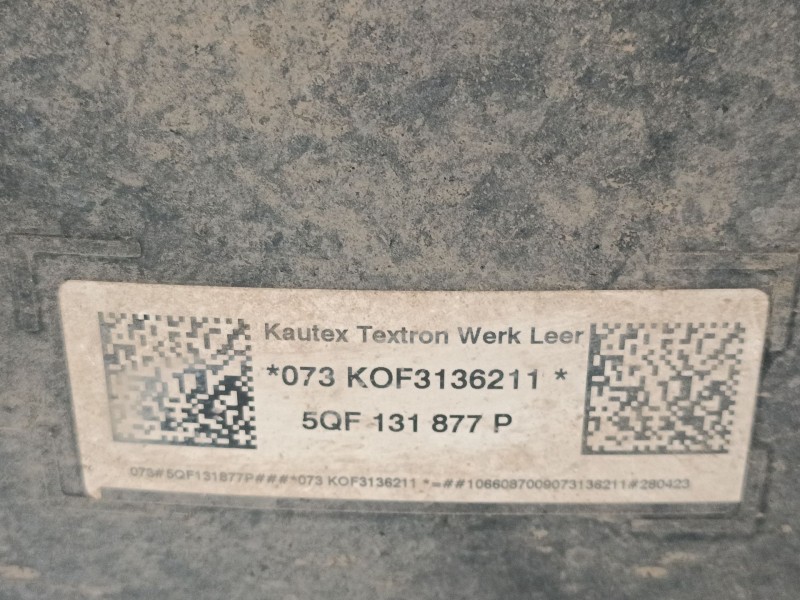 Kautex Textron Werk Leer
*073 KOF3136211 *
5QF 131 877 P
073#5QF131877P###*073 KOF3136211 *=##1066087009073136211#280423